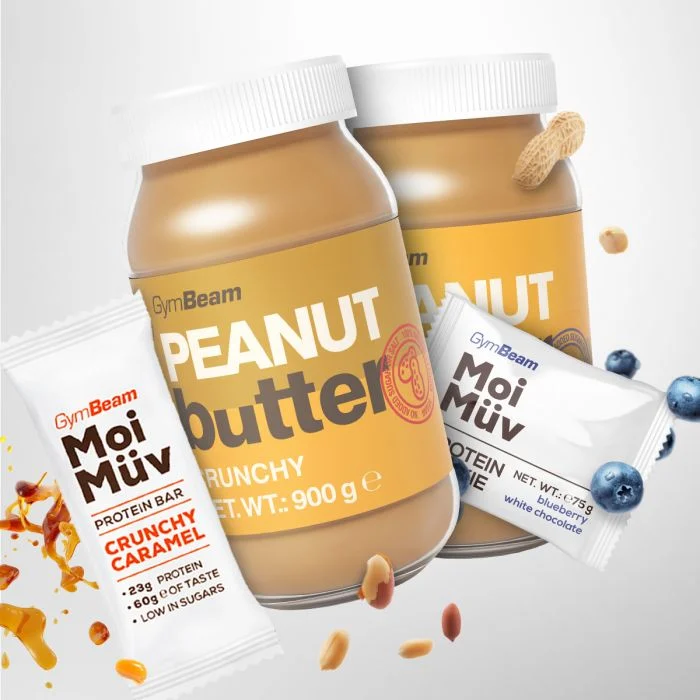 GymBeam
PEANUT
butter
CRUNCHY
NET. WT.: 900 g ℮
GymBeam
Moi
Müv
PROTEIN BAR
CRUNCHY
CARAMEL
• 23g PROTEIN
• 60g ℮ OF TASTE
• LOW IN SUGARS
GymBeam
Moi
Müv
NET. WT.: ℮75 g
blueberry
white chocolate